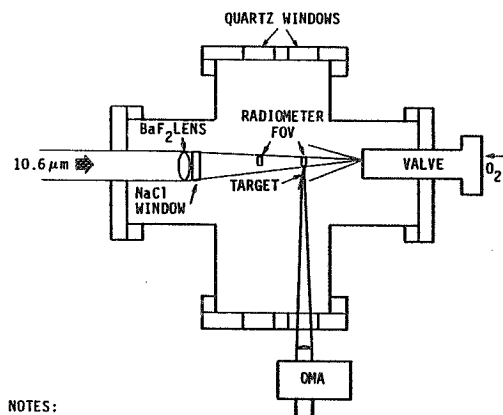 QUARTZ WINDOWS
BaF2 LENS
RADIOMETER
FOV
10.6 μm
VALVE
O2
TARGET
NaCl
WINDOW
OMA
NOTES: